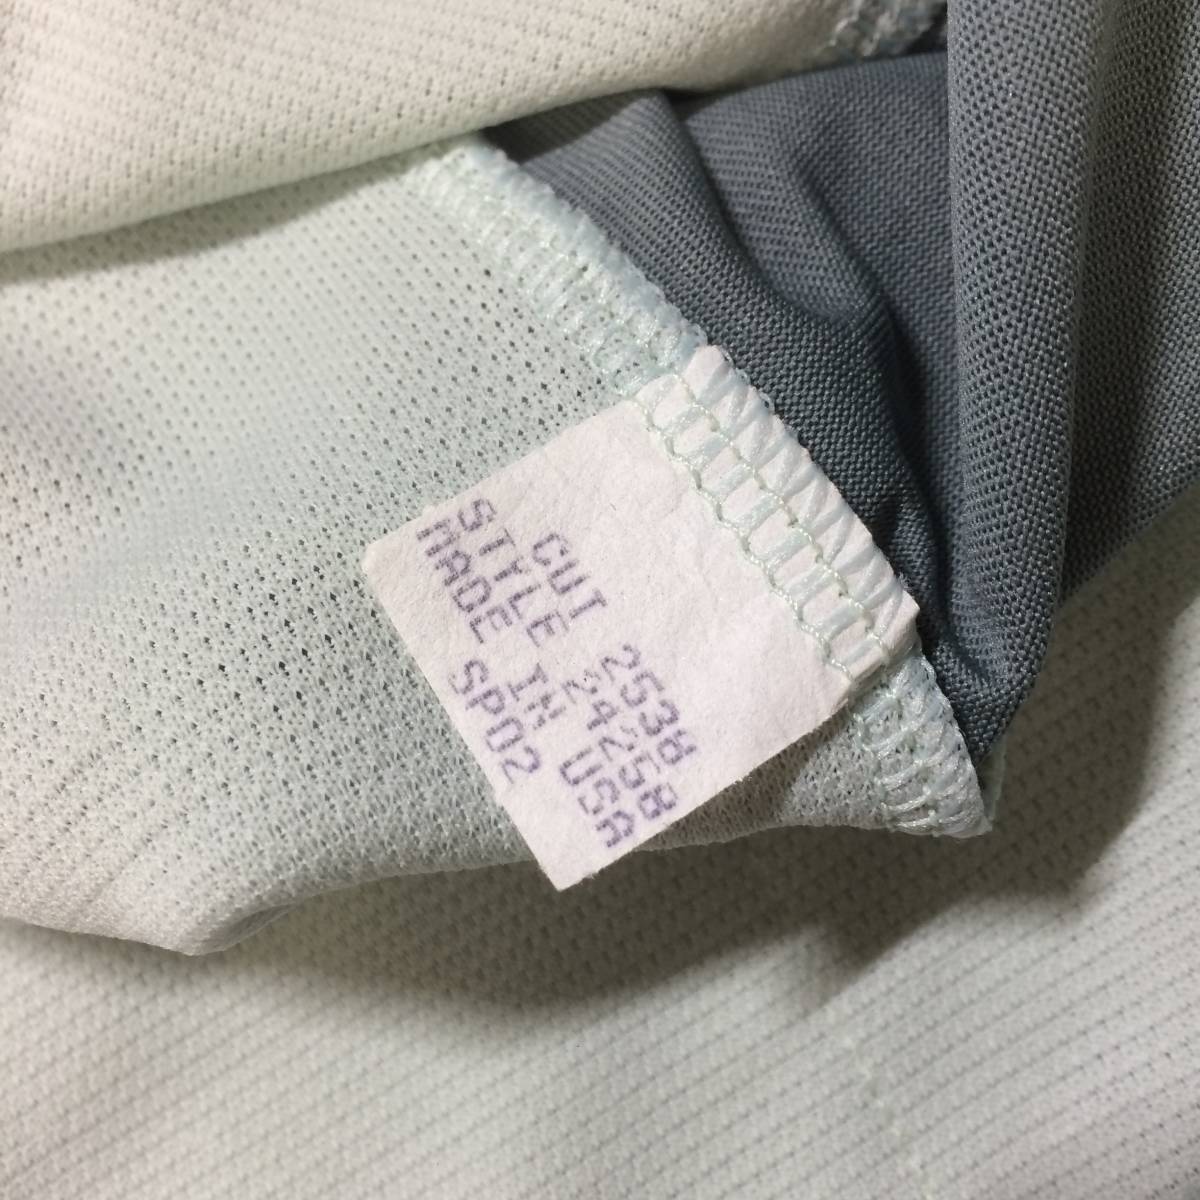 CUT 2538
STYLE 24258
MADE IN USA
SP02